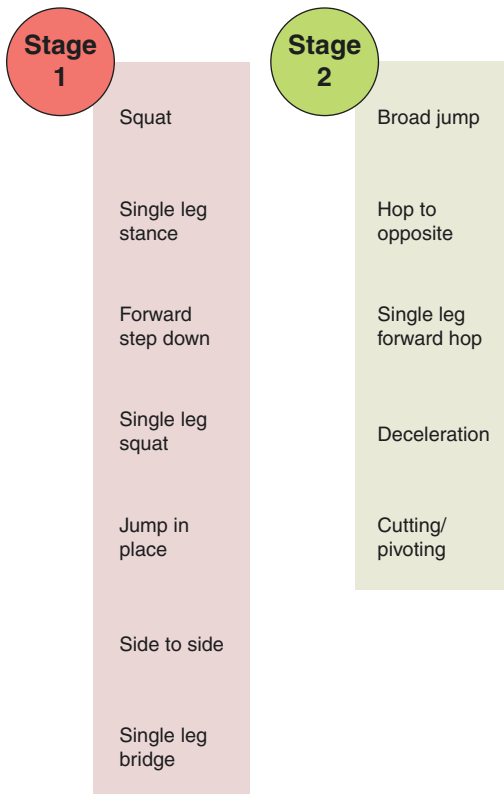 Stage
1
Squat
Single leg
stance
Forward
step down
Single leg
squat
Jump in
place
Side to side
Single leg
bridge
Stage
2
Broad jump
Hop to
opposite
Single leg
forward hop
Deceleration
Cutting/
pivoting